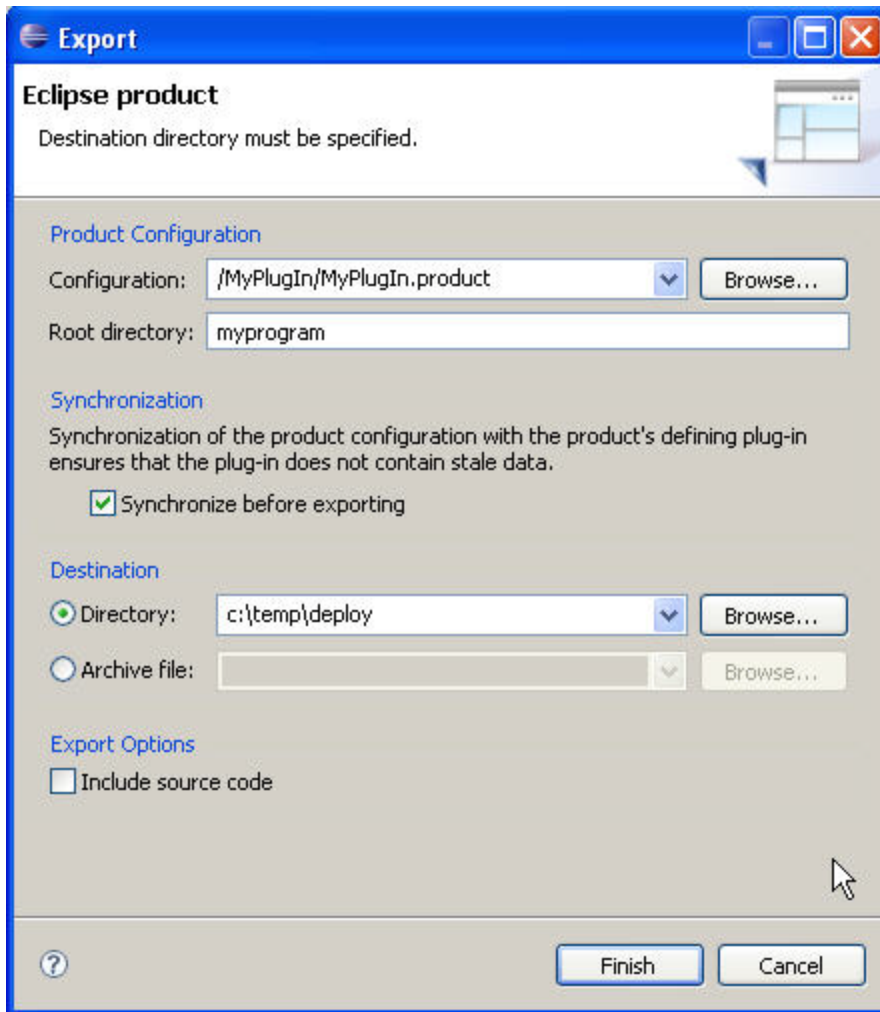 Export
Eclipse product
Destination directory must be specified.
Product Configuration
Configuration: /MyPlugIn/MyPlugIn.product Browse...
Root directory: myprogram
Synchronization
Synchronization of the product configuration with the product's defining plug-in
ensures that the plug-in does not contain stale data.
Synchronize before exporting
Destination
Directory: c:\temp\deploy Browse...
Archive file: Browse...
Export Options
Include source code
? Finish Cancel